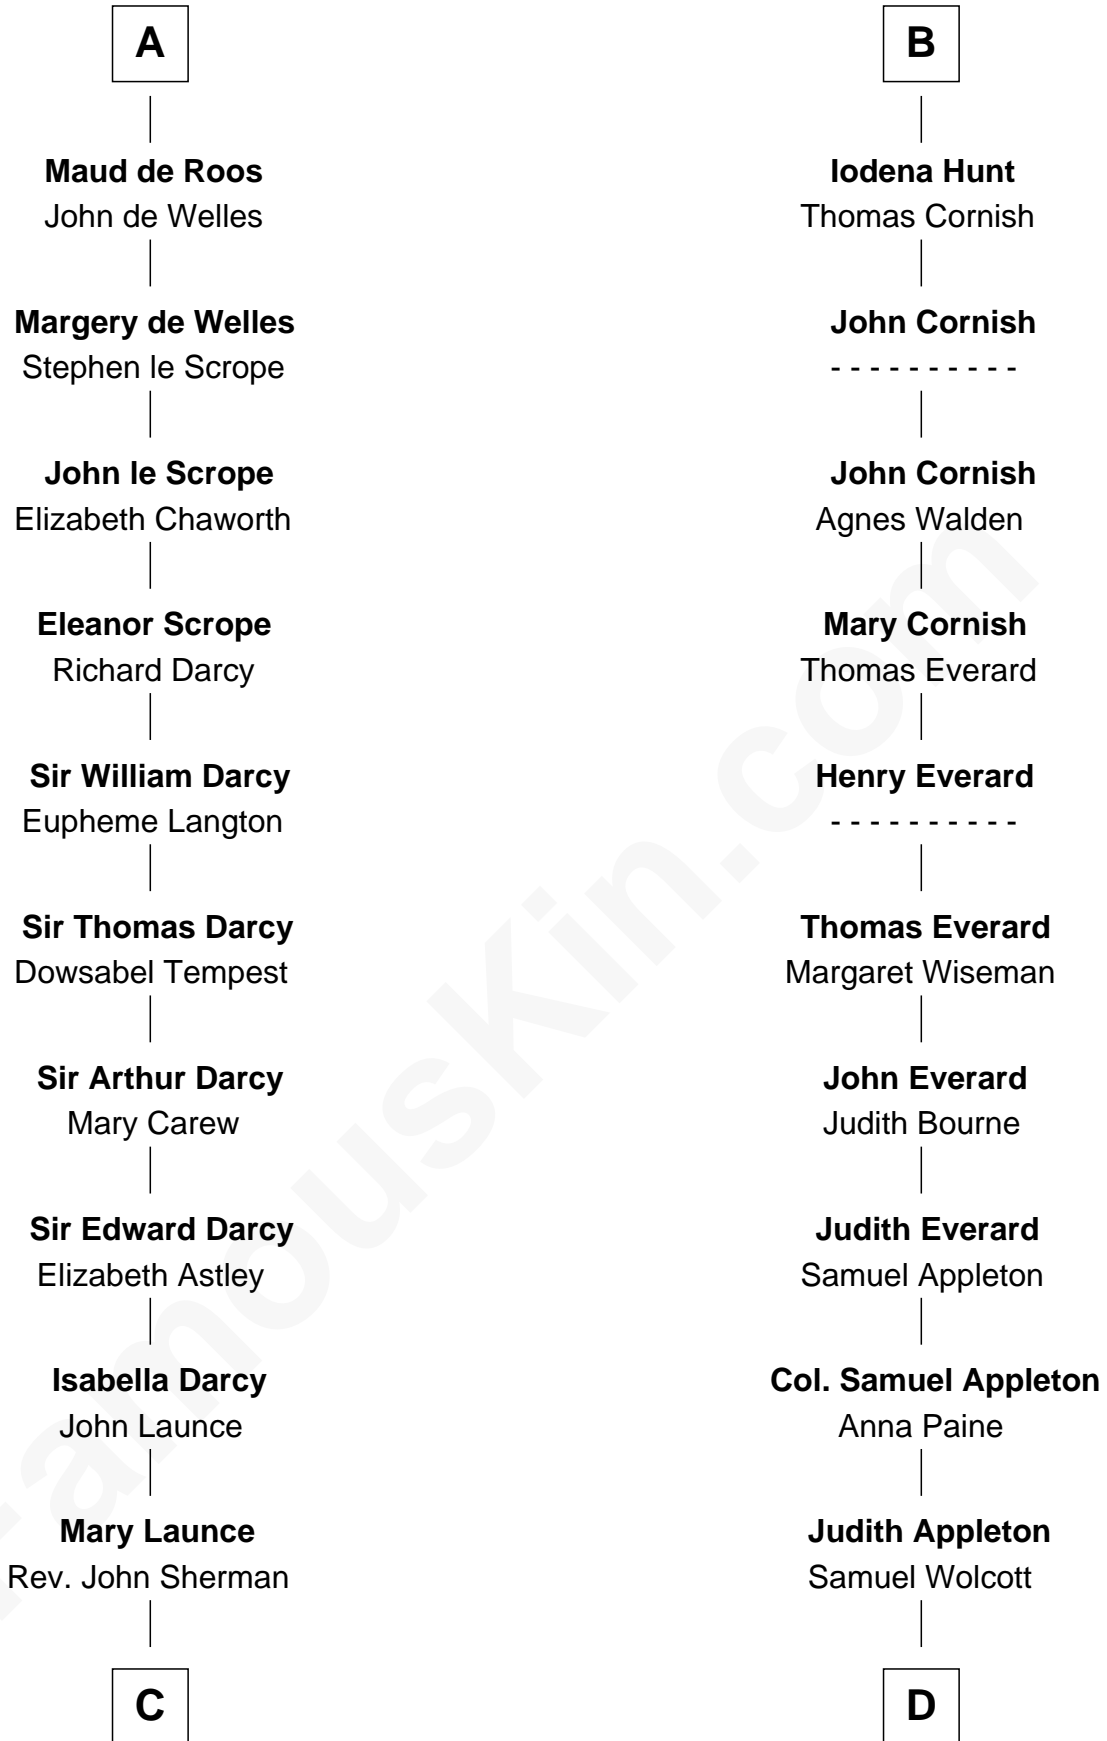 A
Maud de Roos
John de Welles
Margery de Welles
Stephen le Scrope
John le Scrope
Elizabeth Chaworth
Eleanor Scrope
Richard Darcy
Sir William Darcy
Eupheme Langton
Sir Thomas Darcy
Dowsabel Tempest
Sir Arthur Darcy
Mary Carew
Sir Edward Darcy
Elizabeth Astley
Isabella Darcy
John Launce
Mary Launce
Rev. John Sherman
C
B
Iodena Hunt
Thomas Cornish
John Cornish
- - - - - - - - - -
John Cornish
Agnes Walden
Mary Cornish
Thomas Everard
Henry Everard
- - - - - - - - - -
Thomas Everard
Margaret Wiseman
John Everard
Judith Bourne
Judith Everard
Samuel Appleton
Col. Samuel Appleton
Anna Paine
Judith Appleton
Samuel Wolcott
D
FamousKin.com